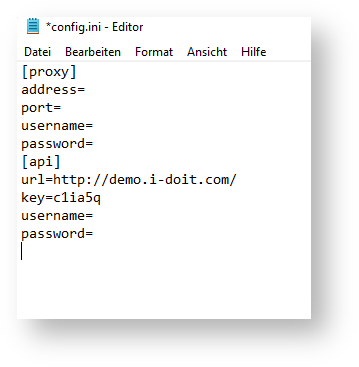 *config.ini - Editor
Datei Bearbeiten Format Ansicht Hilfe
[proxy]
address=
port=
username=
password=
[api]
url=http://demo.i-doit.com/
key=c1ia5q
username=
password=